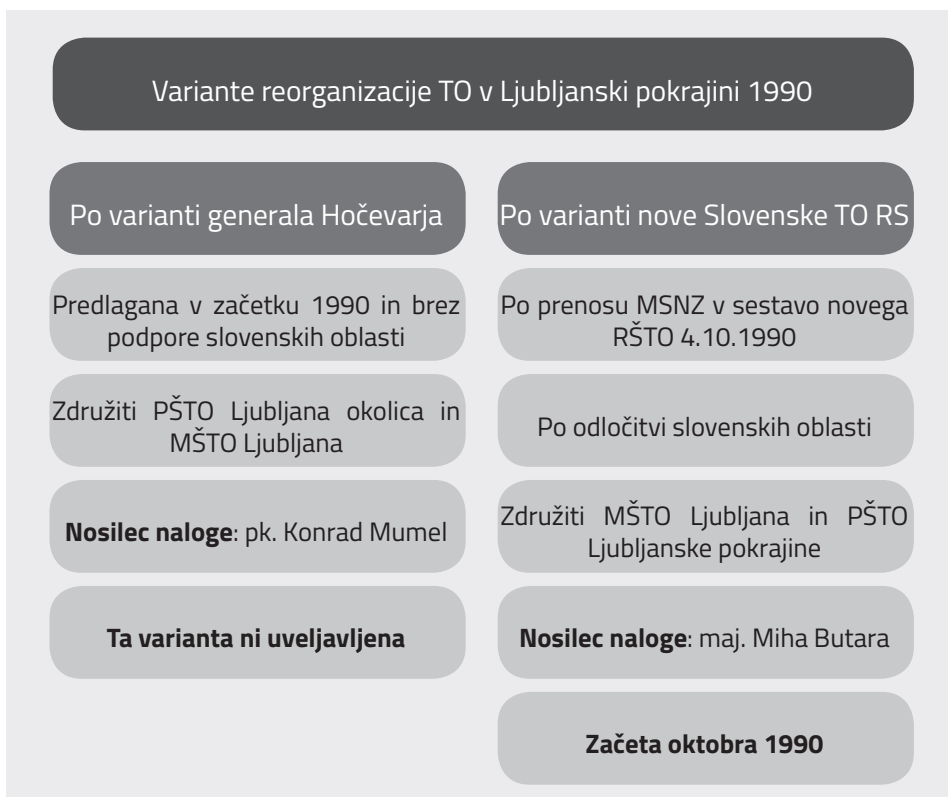 Variante reorganizacije TO v Ljubljanski pokrajini 1990
Po varianti generala Hočevarja
Predlagana v začetku 1990 in brez
podpore slovenskih oblasti
Združiti PŠTO Ljubljana okolica in
MŠTO Ljubljana
Nosilec naloge: pk. Konrad Mumel
Ta varianta ni uveljavljena
Po varianti nove Slovenske TO RS
Po prenosu MSNZ v sestavo novega
RŠTO 4.10.1990
Po odločitvi slovenskih oblasti
Združiti MŠTO Ljubljana in PŠTO
Ljubljanske pokrajine
Nosilec naloge: maj. Miha Butara
Začeta oktobra 1990